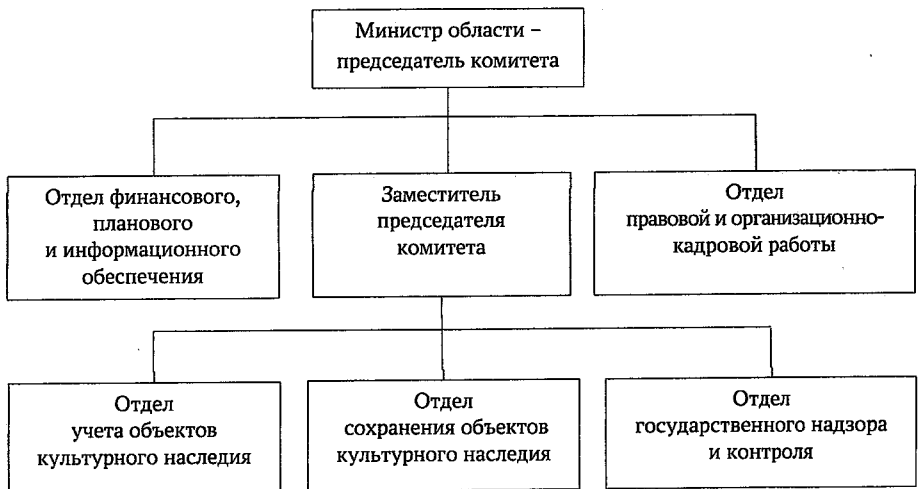 Министр области –
председатель комитета
Отдел финансового,
планового
и информационного
обеспечения
Заместитель
председателя
комитета
Отдел
правовой и организационно-
кадровой работы
Отдел
учета объектов
культурного наследия
Отдел
сохранения объектов
культурного наследия
Отдел
государственного надзора
и контроля